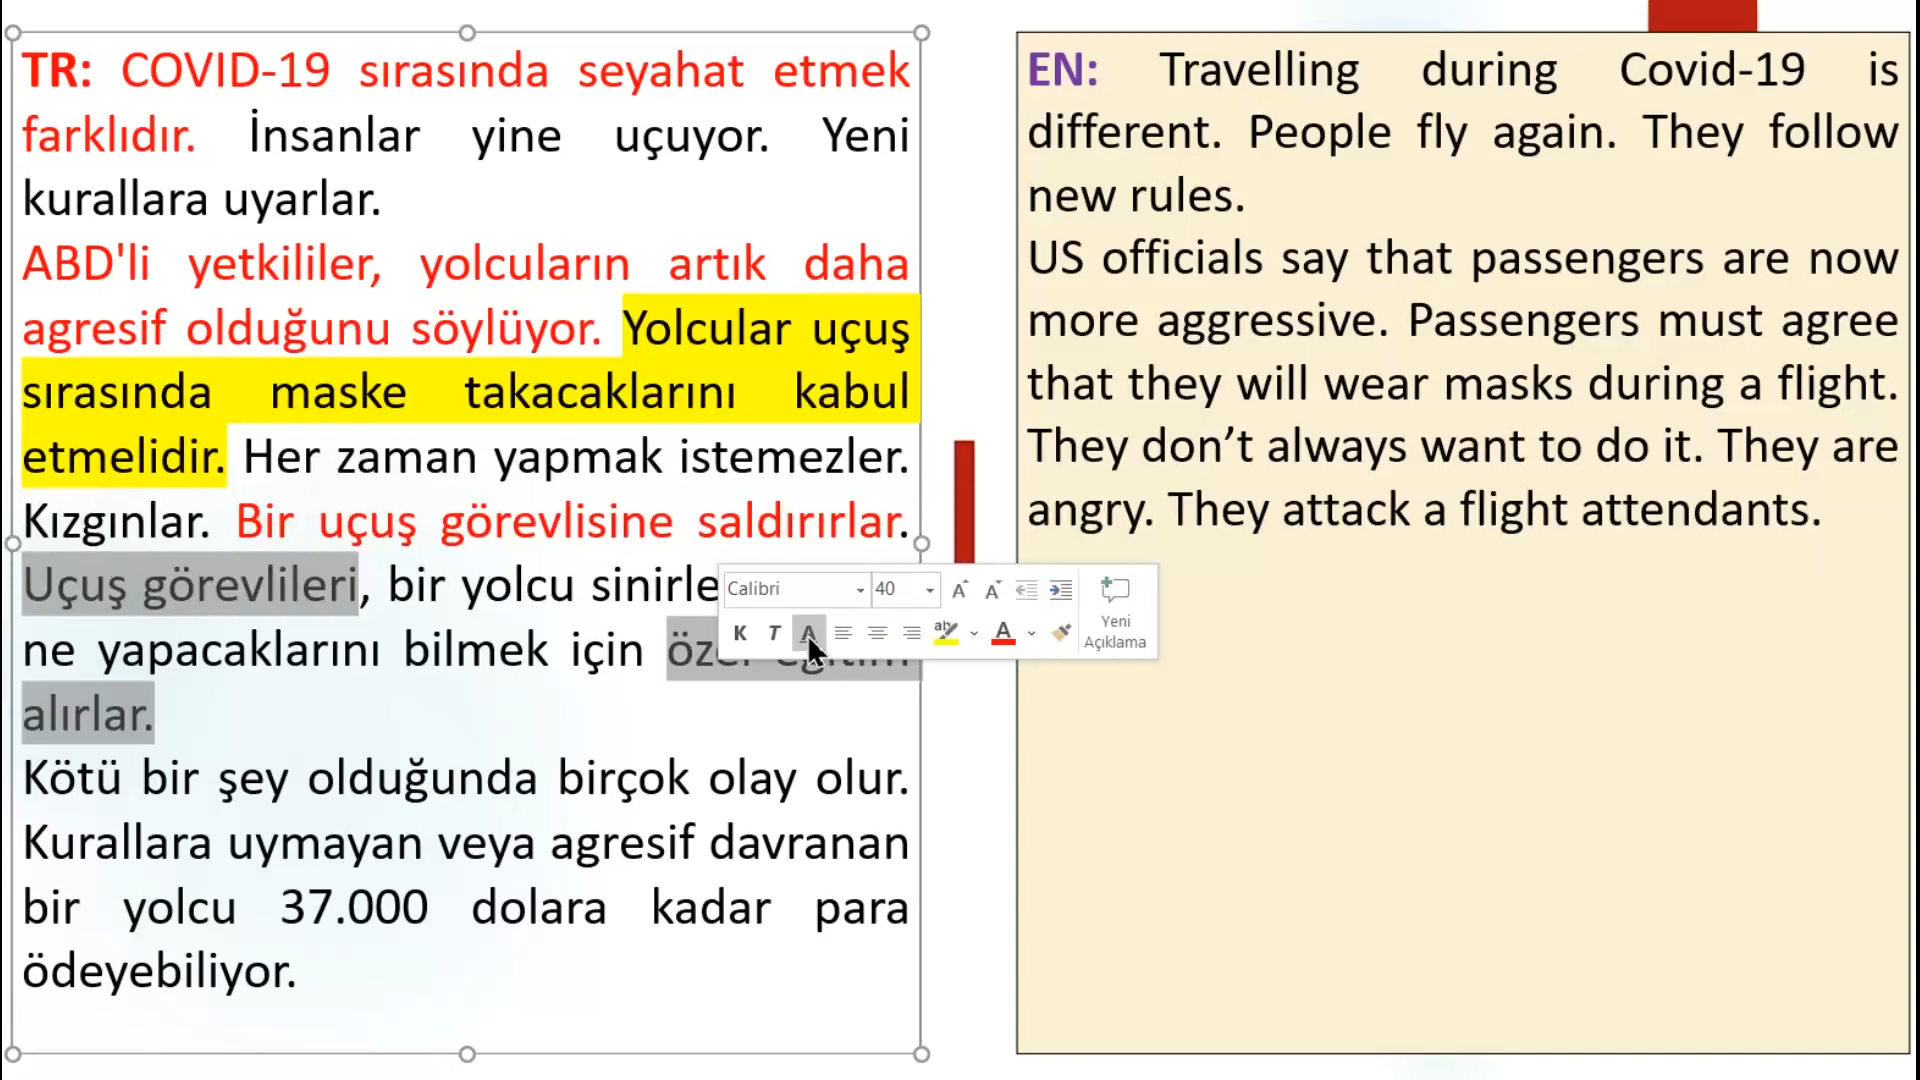 TR: COVID-19 sırasında seyahat etmek
farklıdır. İnsanlar yine uçuyor. Yeni
kurallara uyarlar.
ABD'li yetkililer, yolcuların artık daha
agresif olduğunu söylüyor. Yolcular uçuş
sırasında maske takacaklarını kabul
etmelidir. Her zaman yapmak istemezler.
Kızgınlar. Bir uçuş görevlisine saldırırlar.
Uçuş görevlileri, bir yolcu sinirle
ne yapacaklarını bilmek için
alırlar.
Kötü bir şey olduğunda birçok olay olur.
Kurallara uymayan veya agresif davranan
bir yolcu 37.000 dolara kadar para
ödeyebiliyor.
EN: Travelling during Covid-19 is
different. People fly again. They follow
new rules.
US officials say that passengers are now
more aggressive. Passengers must agree
that they will wear masks during a flight.
They don’t always want to do it. They are
angry. They attack a flight attendants.
Calibri 40 A A
K T A ab A
Yeni
Açıklama